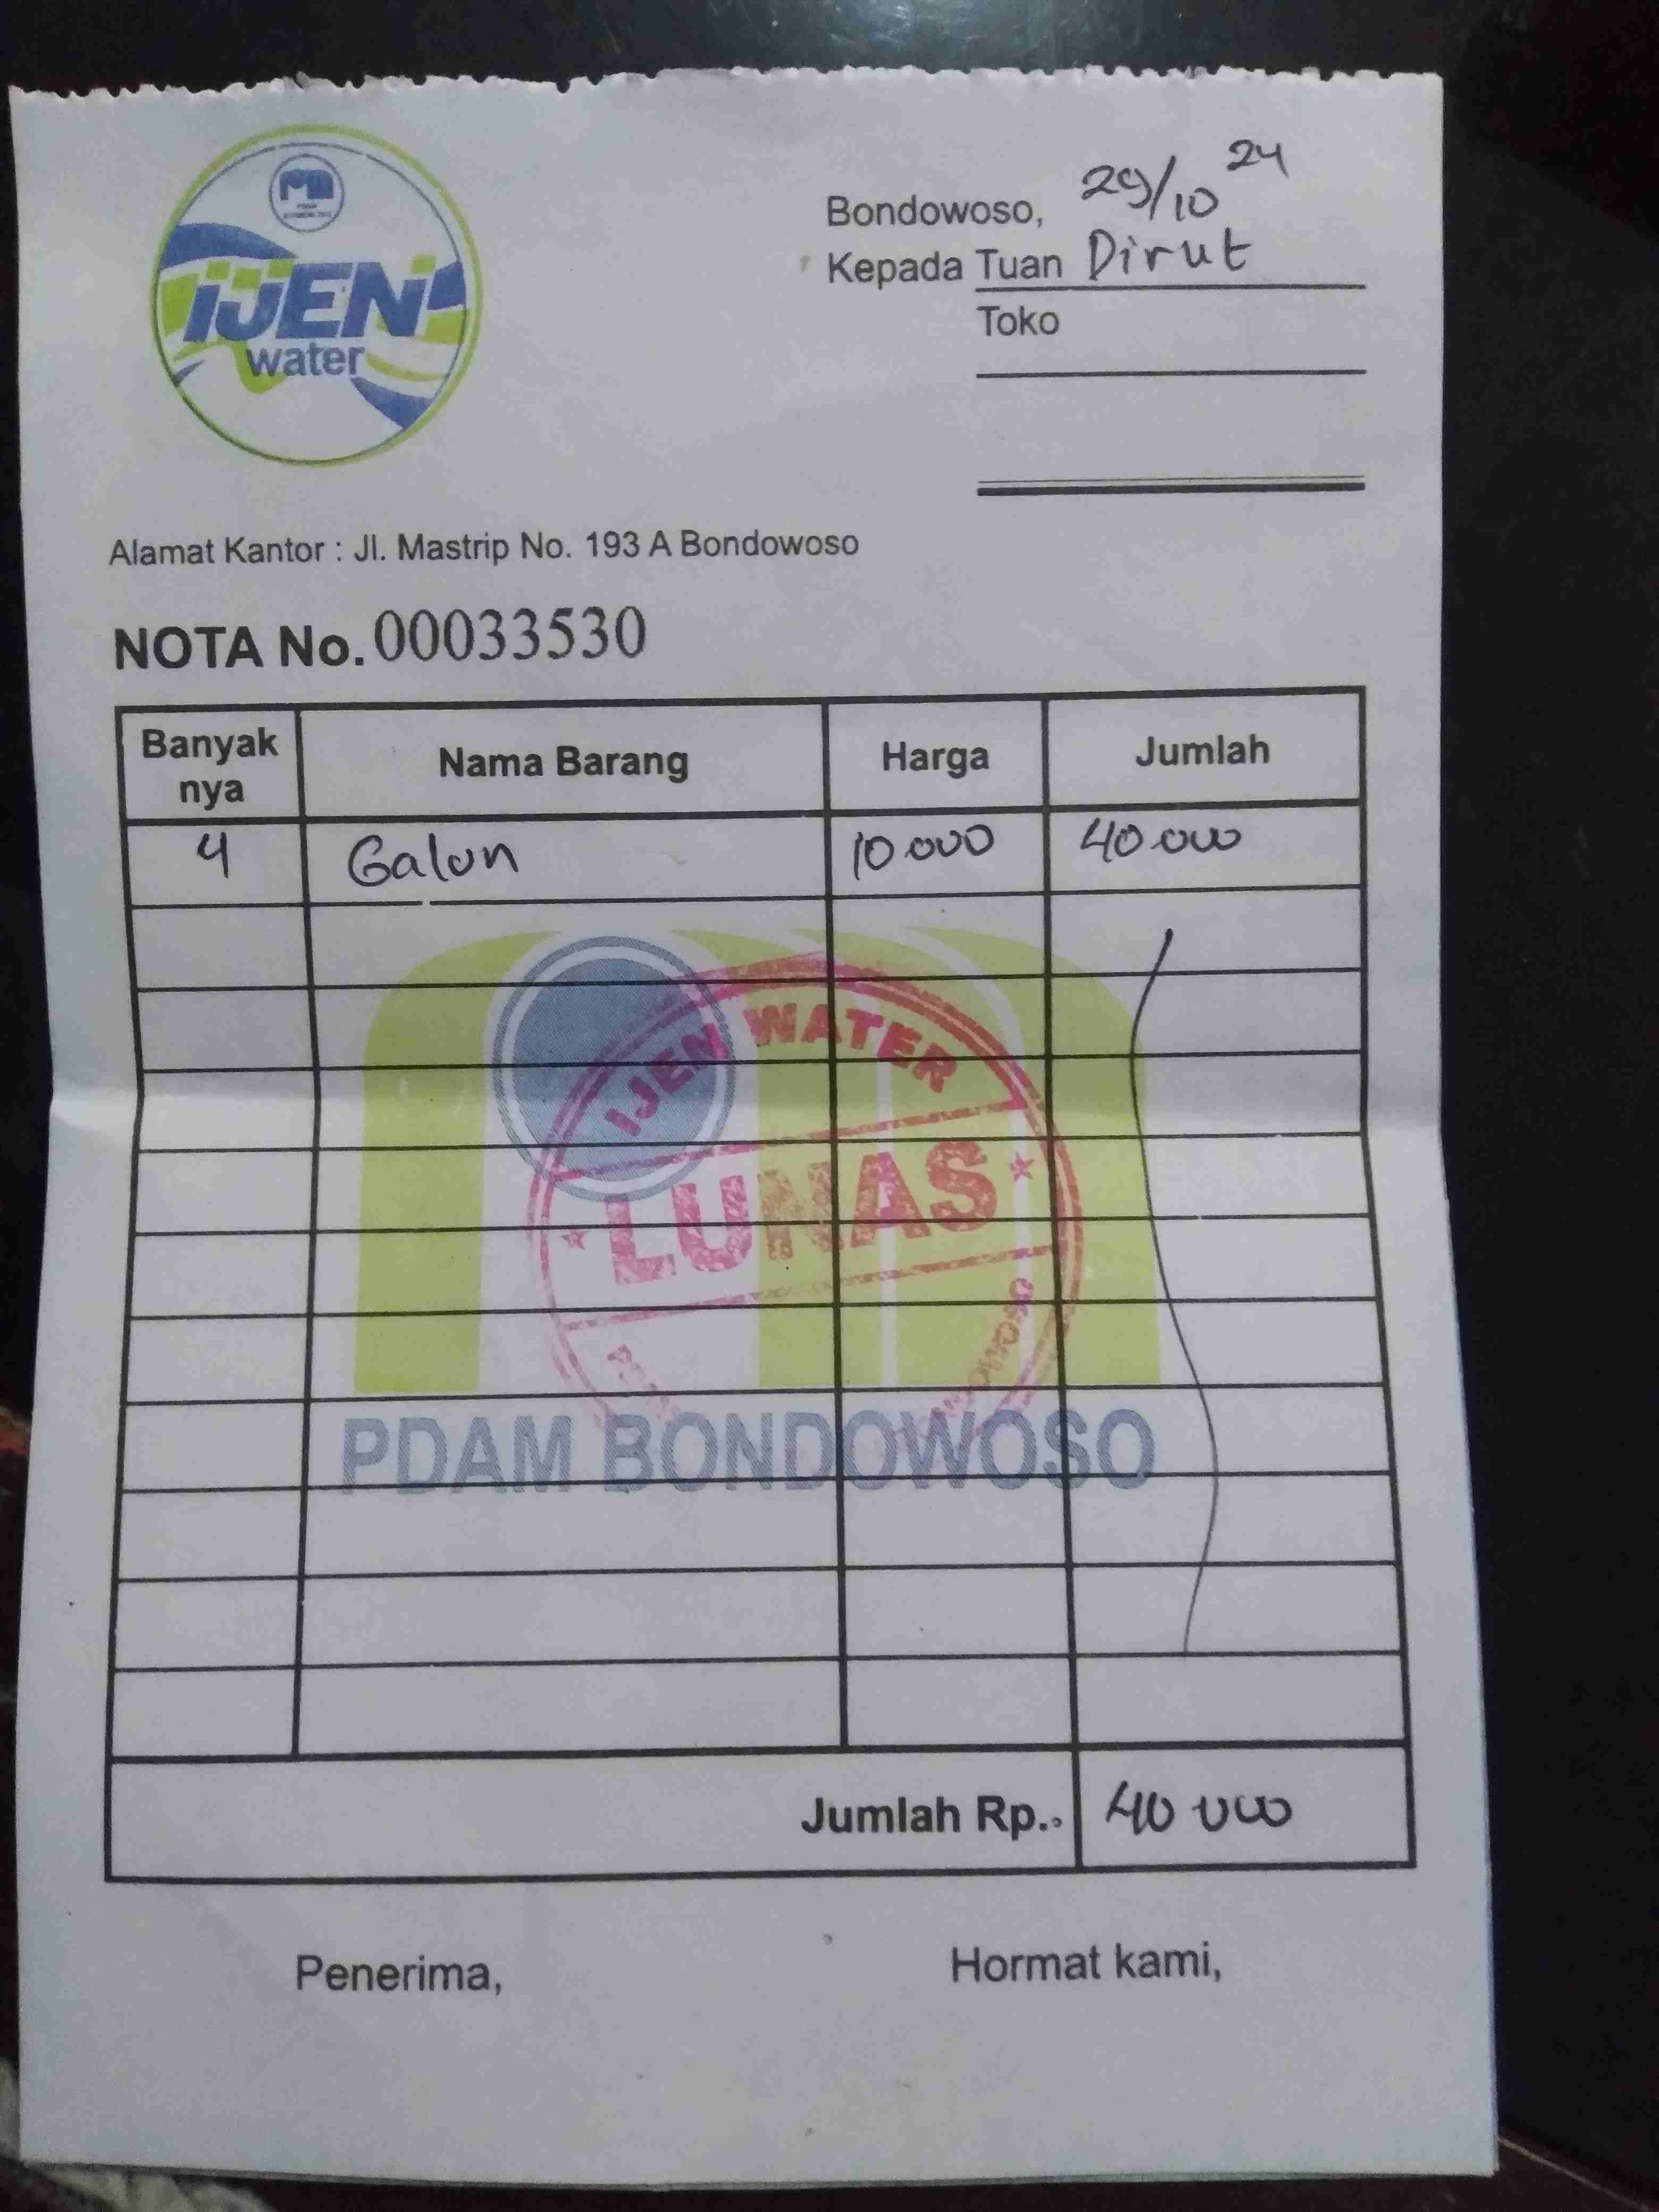 IJEN
water
Bondowoso, 29/10 24
Kepada Tuan Dirut
Toko
Alamat Kantor : Jl. Mastrip No. 193 A Bondowoso
NOTA No. 00033530
Banyak nya Nama Barang Harga Jumlah
4 Galon 10 000 40 000
IJEN WATER
LUNAS
BONDOWOSO
PDAM BONDOWOSO
Jumlah Rp. 40 000
Penerima, Hormat kami,